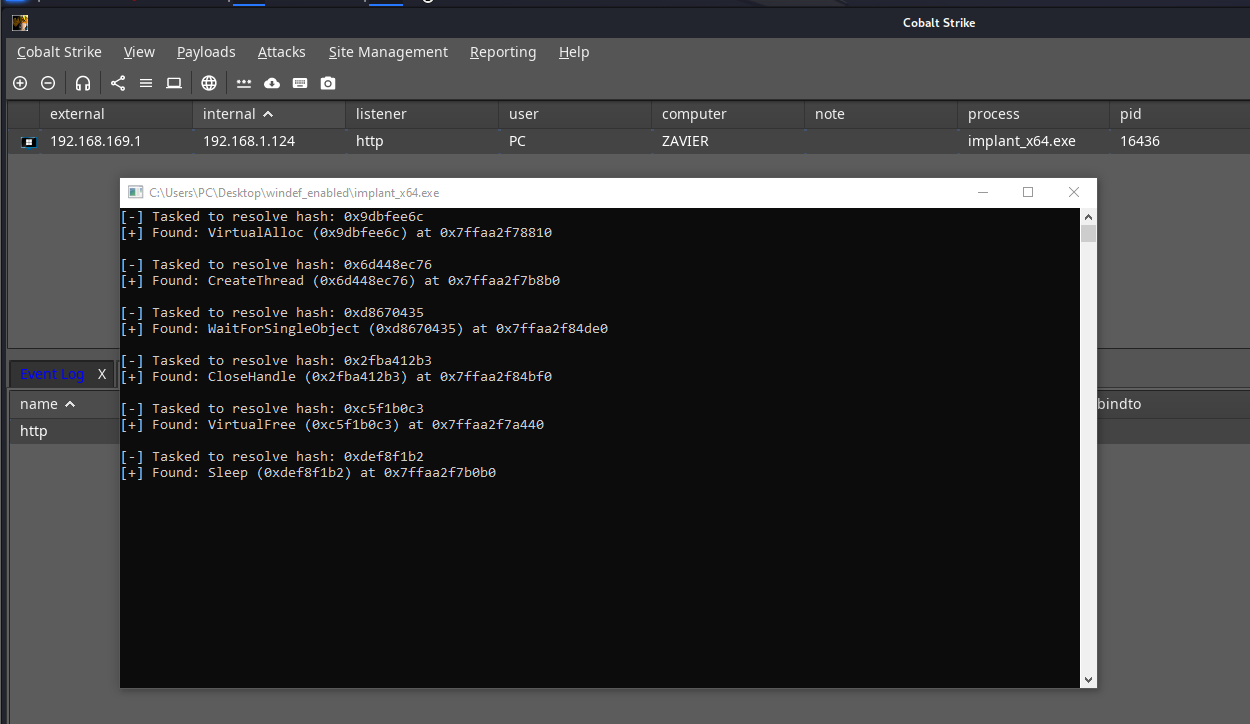 Cobalt Strike
Cobalt Strike View Payloads Attacks Site Management Reporting Help
external internal listener user computer note process pid
192.168.169.1 192.168.1.124 http PC ZAVIER implant_x64.exe 16436
C:\Users\PC\Desktop\windef_enabled\implant_x64.exe
[-] Tasked to resolve hash: 0x9dbfee6c
[+] Found: VirtualAlloc (0x9dbfee6c) at 0x7ffaa2f78810
[-] Tasked to resolve hash: 0x6d448ec76
[+] Found: CreateThread (0x6d448ec76) at 0x7ffaa2f7b8b0
[-] Tasked to resolve hash: 0xd8670435
[+] Found: WaitForSingleObject (0xd8670435) at 0x7ffaa2f84de0
[-] Tasked to resolve hash: 0x2fba412b3
[+] Found: CloseHandle (0x2fba412b3) at 0x7ffaa2f84bf0
[-] Tasked to resolve hash: 0xc5f1b0c3
[+] Found: VirtualFree (0xc5f1b0c3) at 0x7ffaa2f7a440
[-] Tasked to resolve hash: 0xdef8f1b2
[+] Found: Sleep (0xdef8f1b2) at 0x7ffaa2f7b0b0
Event Log X
name bindto
http